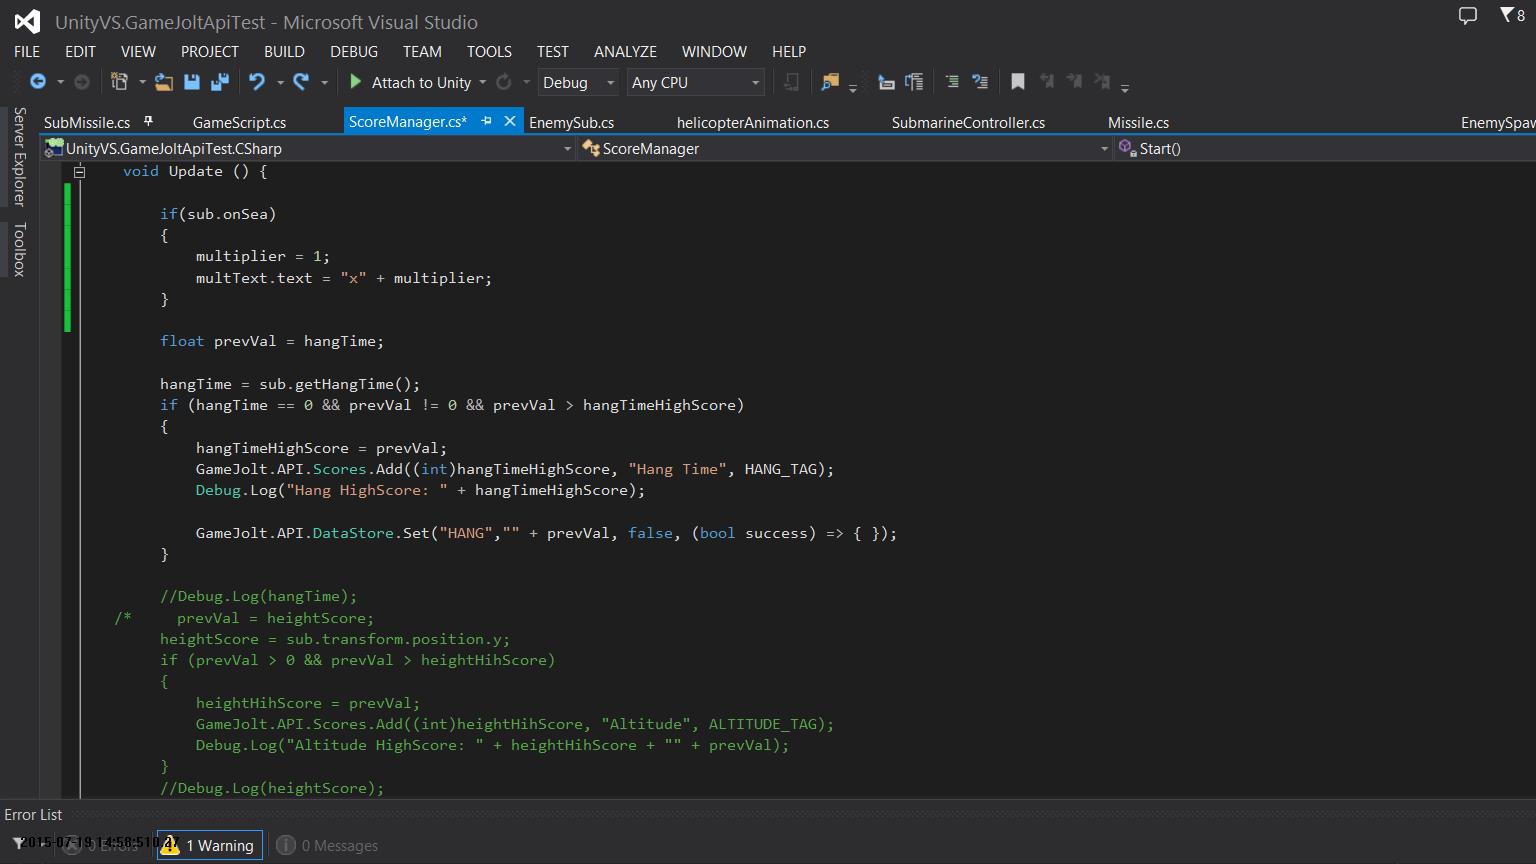 UnityVS.GameJoltApiTest - Microsoft Visual Studio
8
FILE EDIT VIEW PROJECT BUILD DEBUG TEAM TOOLS TEST ANALYZE WINDOW HELP
Attach to Unity Debug Any CPU
Server Explorer
Toolbox
SubMissile.cs GameScript.cs ScoreManager.cs* EnemySub.cs helicopterAnimation.cs SubmarineController.cs Missile.cs EnemySpaw
UnityVS.GameJoltApiTest.CSharp ScoreManager Start()
void Update () {
if(sub.onSea)
{
multiplier = 1;
multText.text = "x" + multiplier;
}
float prevVal = hangTime;
hangTime = sub.getHangTime();
if (hangTime == 0 && prevVal != 0 && prevVal > hangTimeHighScore)
{
hangTimeHighScore = prevVal;
GameJolt.API.Scores.Add((int)hangTimeHighScore, "Hang Time", HANG_TAG);
Debug.Log("Hang HighScore: " + hangTimeHighScore);
GameJolt.API.DataStore.Set("HANG","" + prevVal, false, (bool success) => { });
}
//Debug.Log(hangTime);
/* prevVal = heightScore;
heightScore = sub.transform.position.y;
if (prevVal > 0 && prevVal > heightHihScore)
{
heightHihScore = prevVal;
GameJolt.API.Scores.Add((int)heightHihScore, "Altitude", ALTITUDE_TAG);
Debug.Log("Altitude HighScore: " + heightHihScore + "" + prevVal);
}
//Debug.Log(heightScore);
Error List
0 Errors 1 Warning 0 Messages